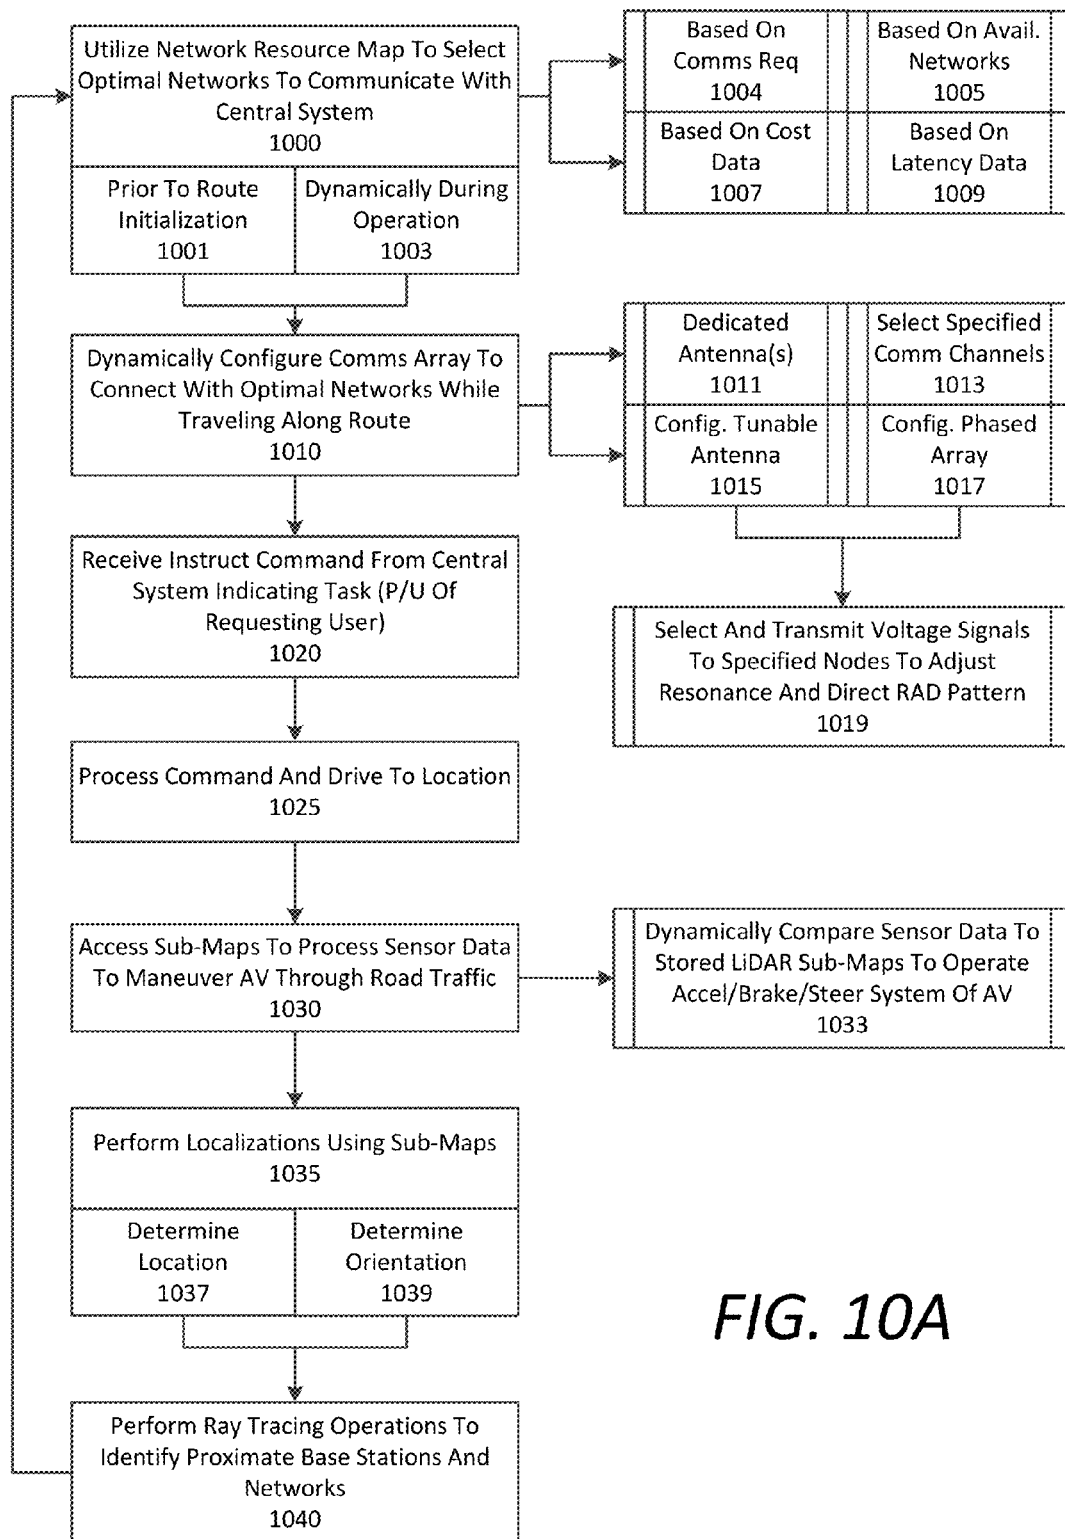 Utilize Network Resource Map To Select
Optimal Networks To Communicate With
Central System
1000
Prior To Route
Initialization
1001
Dynamically During
Operation
1003
Based On
Comms Req
1004
Based On Avail.
Networks
1005
Based On Cost
Data
1007
Based On
Latency Data
1009
Dynamically Configure Comms Array To
Connect With Optimal Networks While
Traveling Along Route
1010
Dedicated
Antenna(s)
1011
Select Specified
Comm Channels
1013
Config. Tunable
Antenna
1015
Config. Phased
Array
1017
Select And Transmit Voltage Signals
To Specified Nodes To Adjust
Resonance And Direct RAD Pattern
1019
Receive Instruct Command From Central
System Indicating Task (P/U Of
Requesting User)
1020
Process Command And Drive To Location
1025
Access Sub-Maps To Process Sensor Data
To Maneuver AV Through Road Traffic
1030
Dynamically Compare Sensor Data To
Stored LiDAR Sub-Maps To Operate
Accel/Brake/Steer System Of AV
1033
Perform Localizations Using Sub-Maps
1035
Determine
Location
1037
Determine
Orientation
1039
Perform Ray Tracing Operations To
Identify Proximate Base Stations And
Networks
1040
FIG. 10A